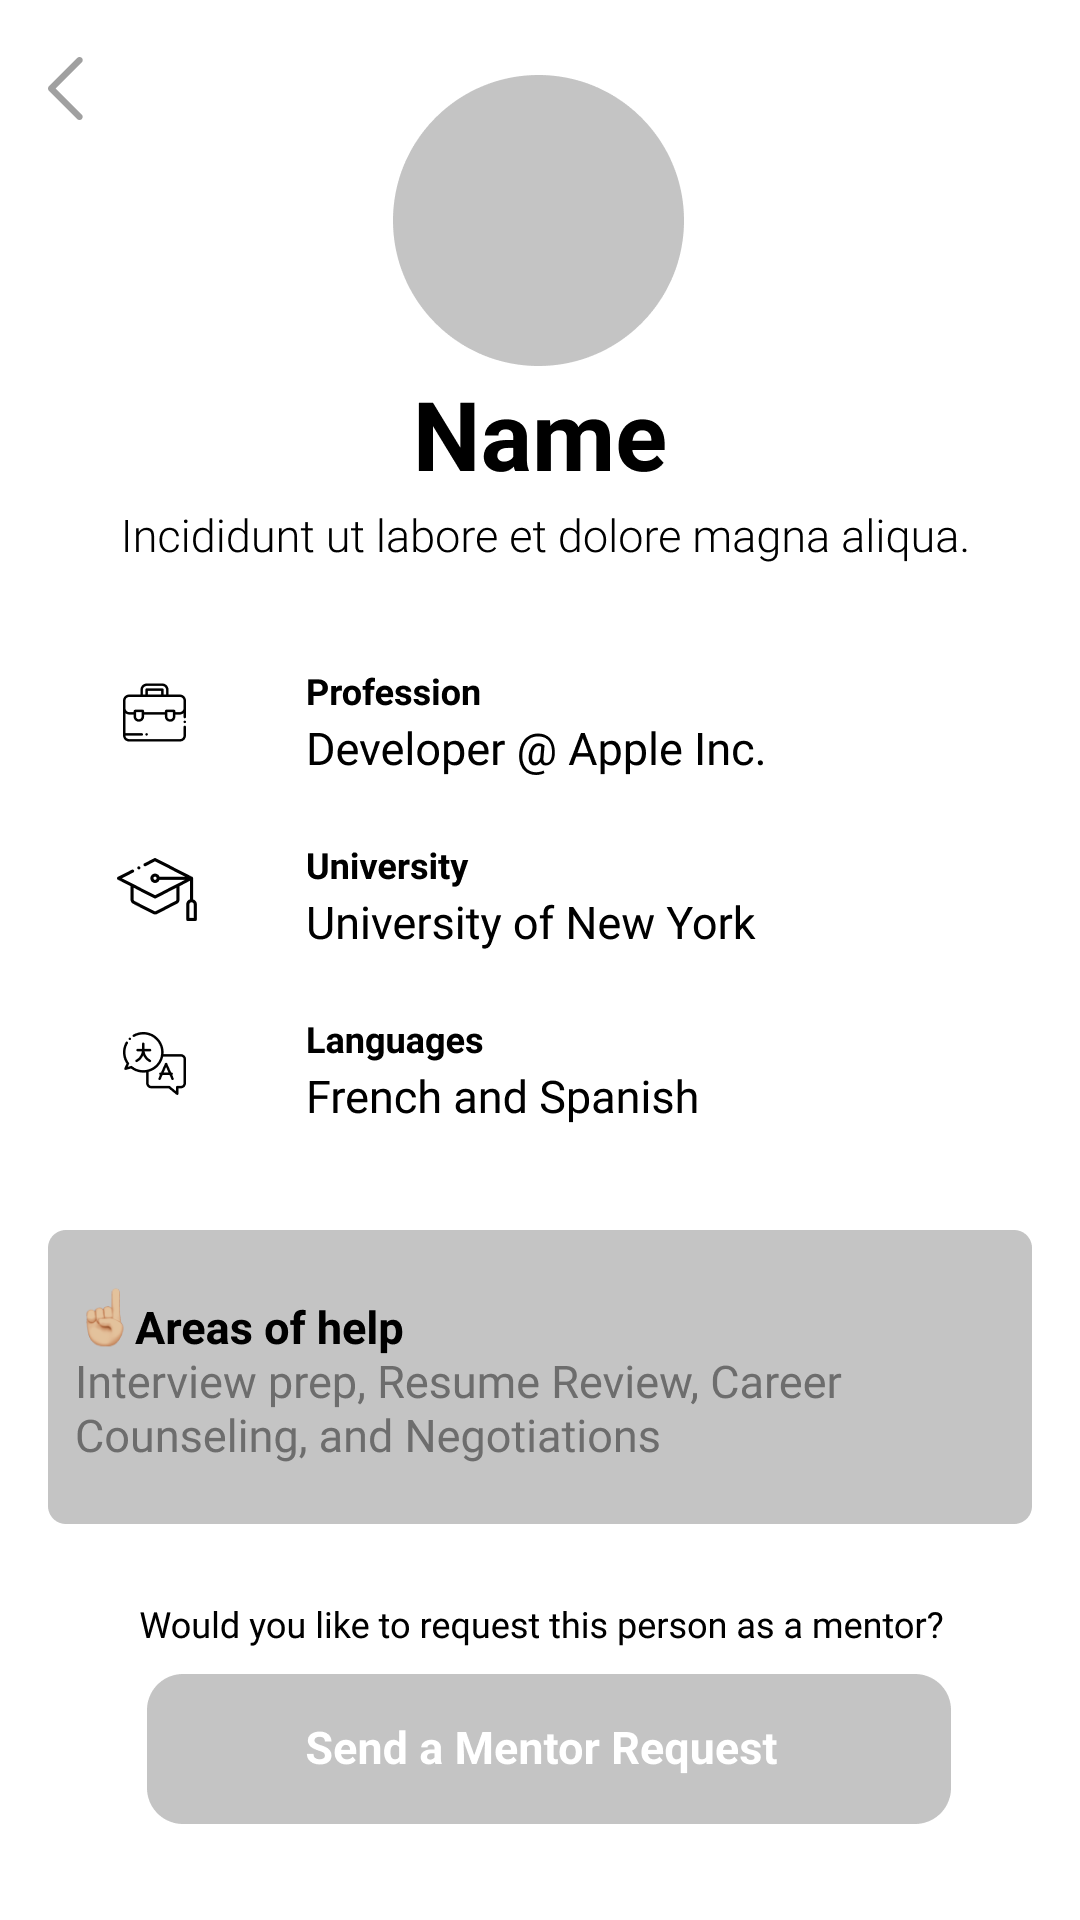 Name
Incididunt ut labore et dolore magna aliqua.
Profession
Developer @ Apple Inc.
University
University of New York
大
A
Languages
French and Spanish
☝🏼Areas of help
Interview prep, Resume Review, Career
Counseling, and Negotiations
Would you like to request this person as a mentor?
Send a Mentor Request